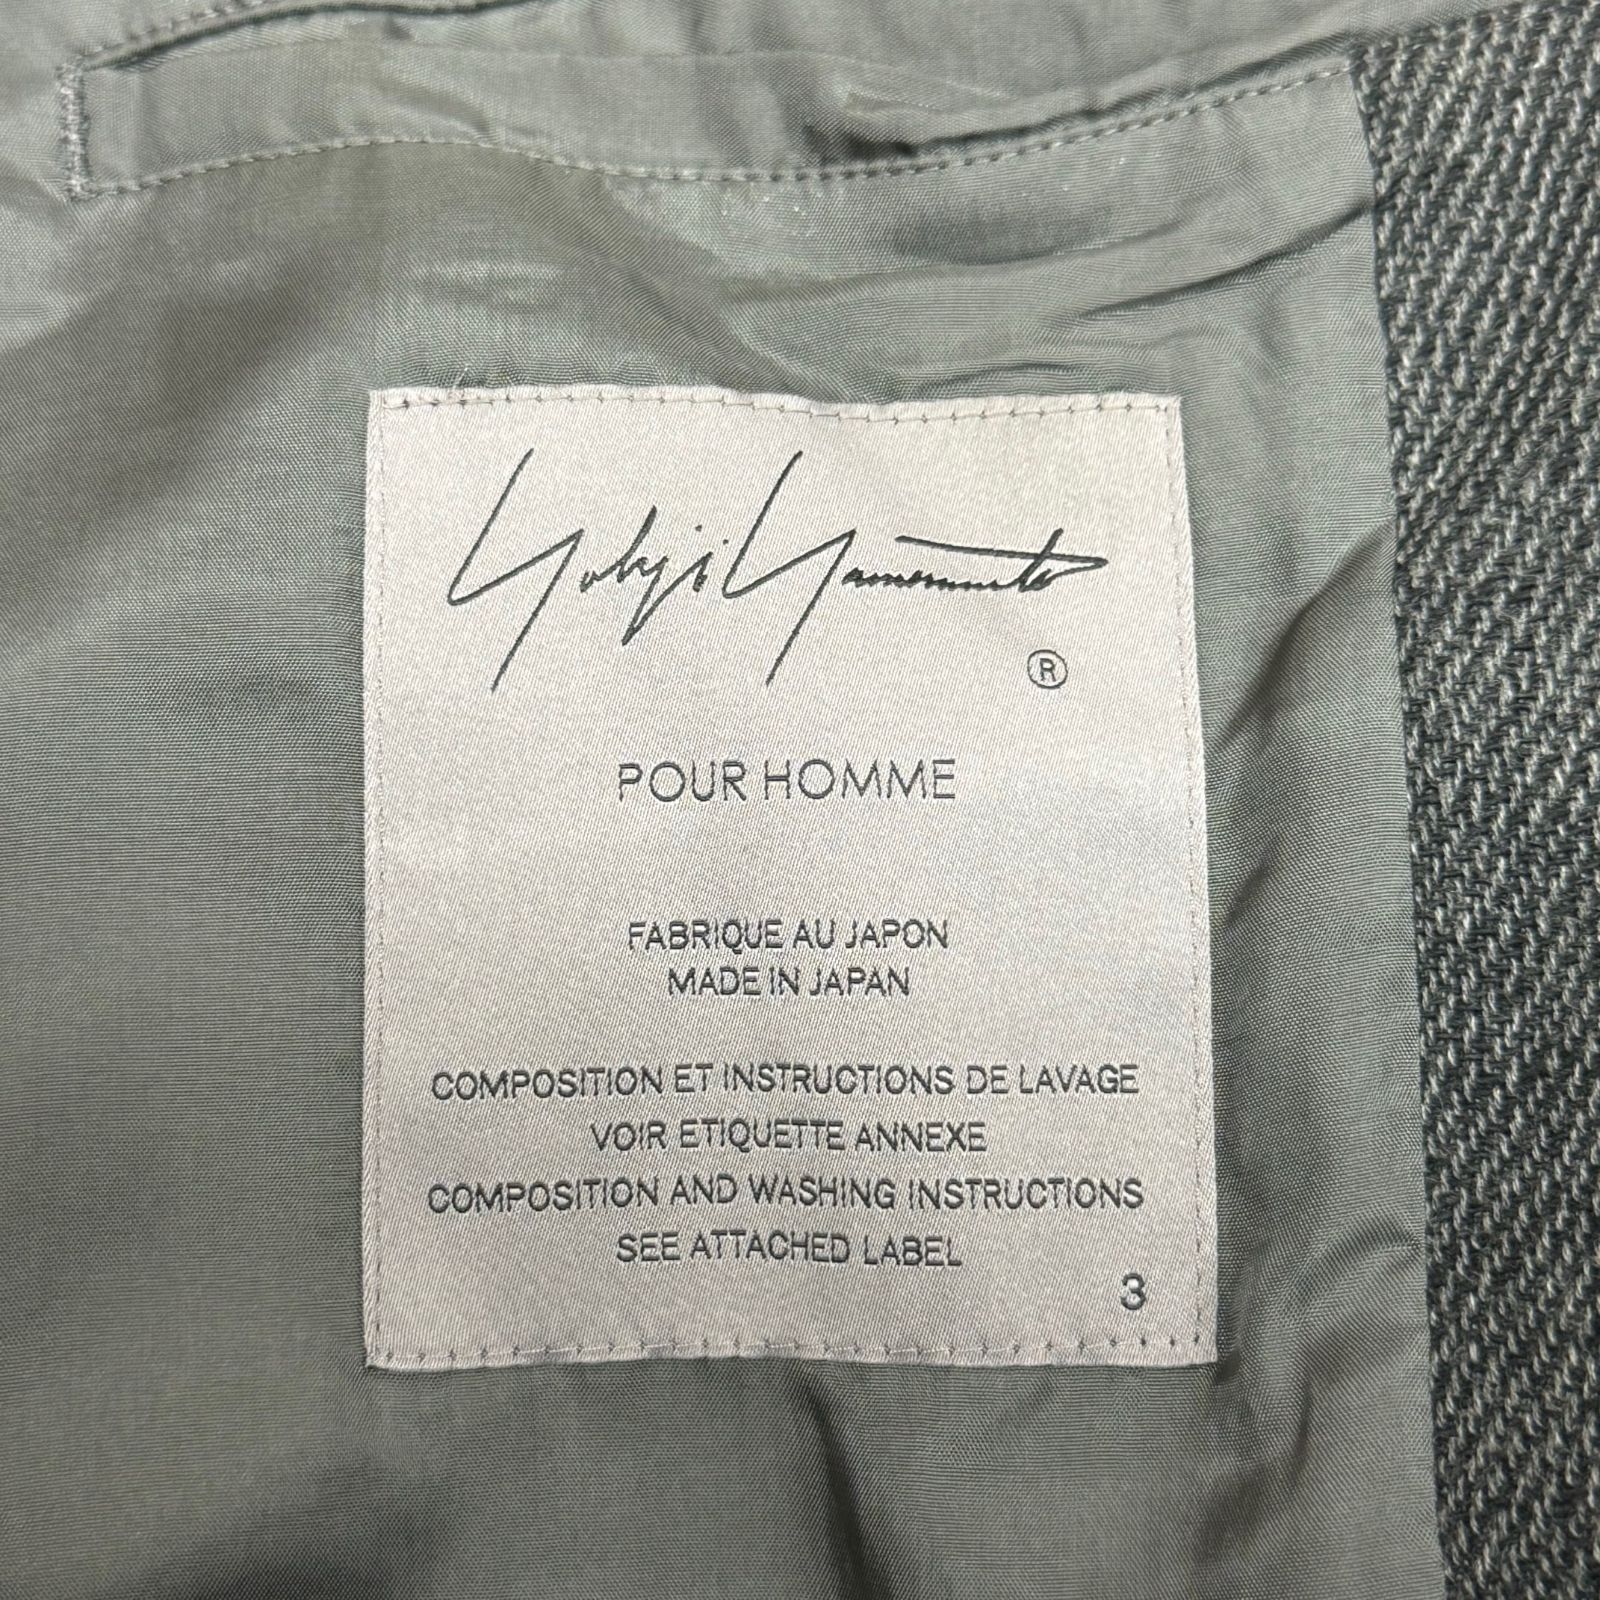 Yohji Yamamoto
®
POUR HOMME
FABRIQUE AU JAPON
MADE IN JAPAN
COMPOSITION ET INSTRUCTIONS DE LAVAGE
VOIR ETIQUETTE ANNEXE
COMPOSITION AND WASHING INSTRUCTIONS
SEE ATTACHED LABEL
3